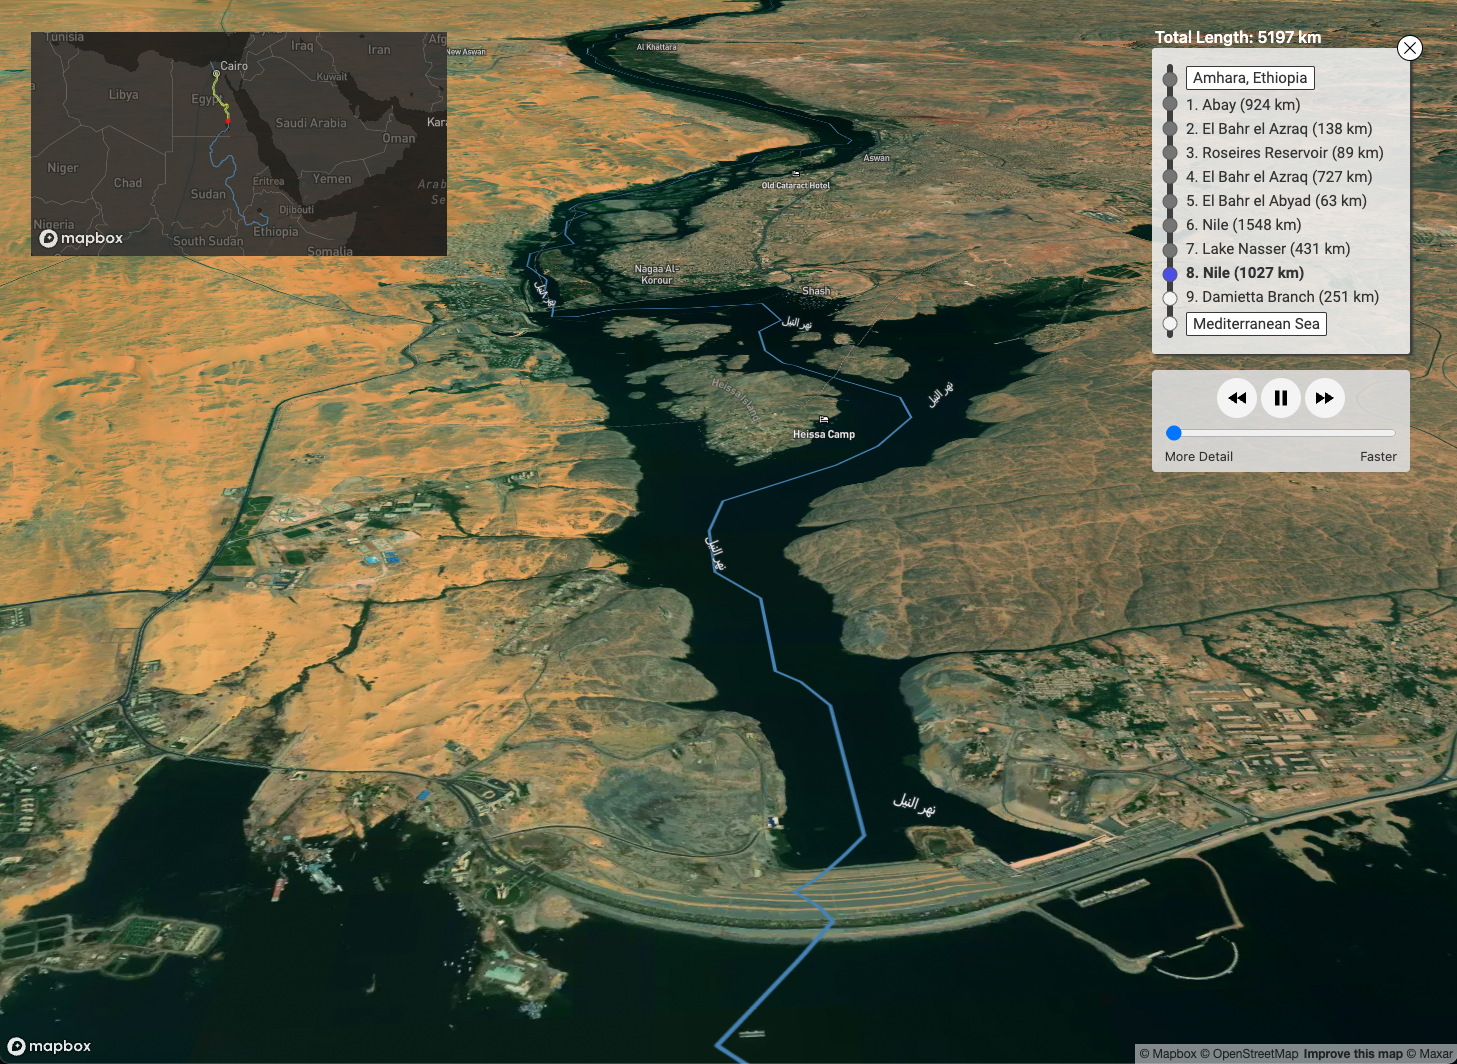 Tunisia
Iraq
Iran
Afg
Cairo
Kuwait
Libya
Egypt
Saudi Arabia
Kara
Oman
Niger
Chad
Sudan
Eritrea
Yemen
Arab
Se
Djibouti
Nigeria
Ethiopia
mapbox
South Sudan
Somalia
New Aswan
Al Khattara
Aswan
Old Cataract Hotel
Nagaa Al-
Korour
Shash
نهر النيل
نهر النيل
نهر النيل
Heissa Island
Heissa Camp
نهر النيل
نهر النيل
Total Length: 5197 km
Amhara, Ethiopia
1. Abay (924 km)
2. El Bahr el Azraq (138 km)
3. Roseires Reservoir (89 km)
4. El Bahr el Azraq (727 km)
5. El Bahr el Abyad (63 km)
6. Nile (1548 km)
7. Lake Nasser (431 km)
8. Nile (1027 km)
9. Damietta Branch (251 km)
Mediterranean Sea
More Detail Faster
mapbox
© Mapbox © OpenStreetMap Improve this map © Maxar